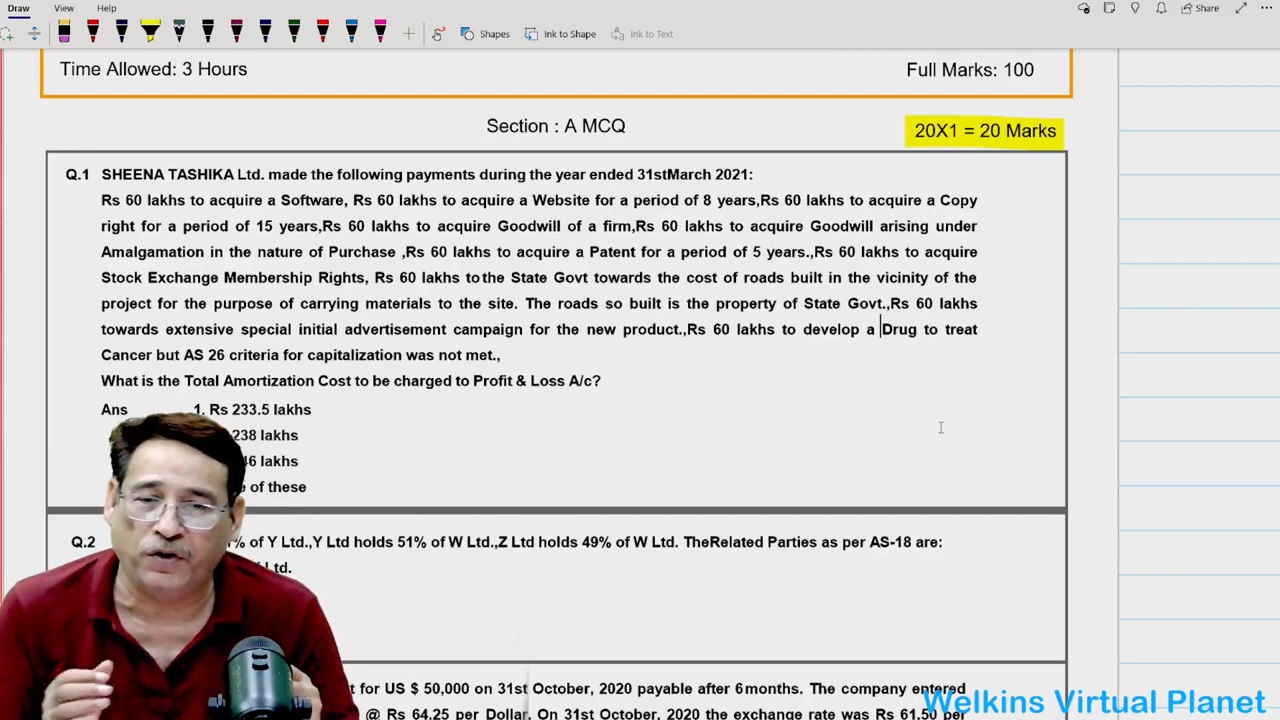 Draw View Help
Share
Shapes Ink to Shape Ink to Text
Time Allowed: 3 Hours Full Marks: 100
Section : A MCQ
20X1 = 20 Marks
Q.1 SHEENA TASHIKA Ltd. made the following payments during the year ended 31stMarch 2021:
Rs 60 lakhs to acquire a Software, Rs 60 lakhs to acquire a Website for a period of 8 years,Rs 60 lakhs to acquire a Copy
right for a period of 15 years,Rs 60 lakhs to acquire Goodwill of a firm,Rs 60 lakhs to acquire Goodwill arising under
Amalgamation in the nature of Purchase ,Rs 60 lakhs to acquire a Patent for a period of 5 years.,Rs 60 lakhs to acquire
Stock Exchange Membership Rights, Rs 60 lakhs to the State Govt towards the cost of roads built in the vicinity of the
project for the purpose of carrying materials to the site. The roads so built is the property of State Govt.,Rs 60 lakhs
towards extensive special initial advertisement campaign for the new product.,Rs 60 lakhs to develop a Drug to treat
Cancer but AS 26 criteria for capitalization was not met.,
What is the Total Amortization Cost to be charged to Profit & Loss A/c?
Ans 1. Rs 233.5 lakhs
238 lakhs
46 lakhs
of these
Q.2 % of Y Ltd.,Y Ltd holds 51% of W Ltd.,Z Ltd holds 49% of W Ltd. TheRelated Parties as per AS-18 are:
Ltd.
for US $ 50,000 on 31st October, 2020 payable after 6 months. The company entered
@ Rs 64.25 per Dollar. On 31st October, 2020 the exchange rate was Rs 61.50 per
Welkins Virtual Planet